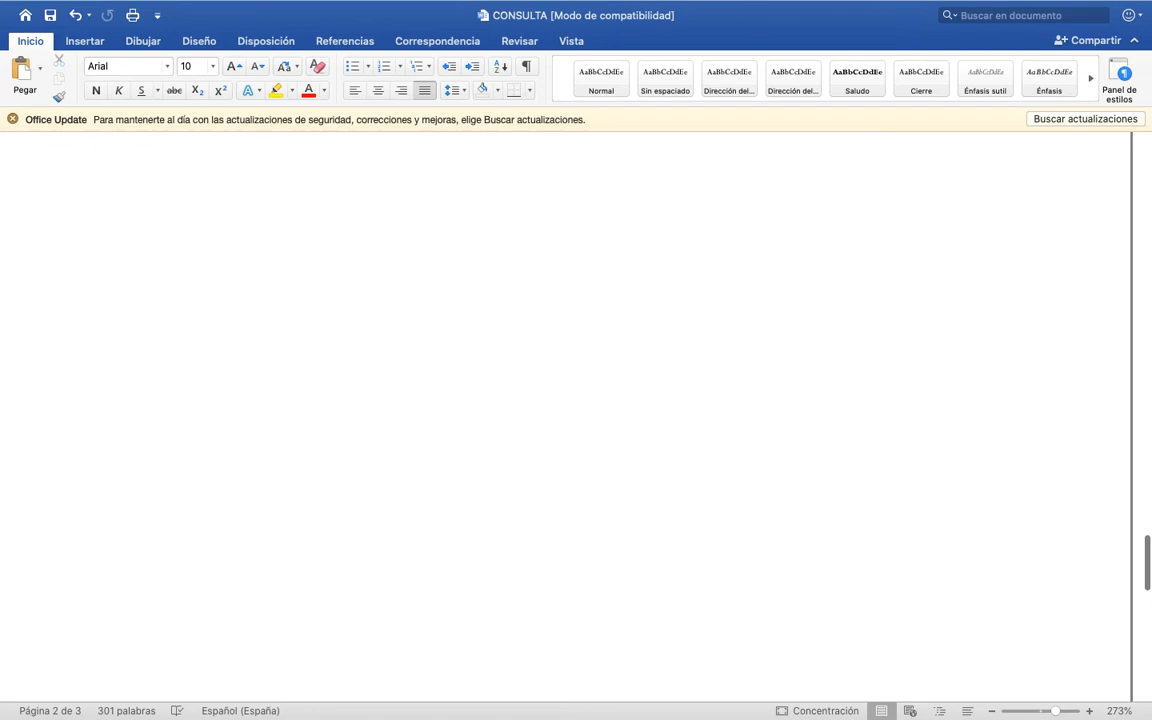 CONSULTA [Modo de compatibilidad]
Buscar en documento
Inicio Insertar Dibujar Diseño Disposición Referencias Correspondencia Revisar Vista
Compartir
Pegar
Arial 10
N K S abc X2 X2 A A
AaBbCcDdEe AaBbCcDdEe AaBbCcDdEe AaBbCcDdEe AaBbCcDdEe AaBbCcDdEe AaBbCcDdEe AaBbCcDdEe
Normal Sin espaciado Dirección del... Dirección del... Saludo Cierre Énfasis sutil Énfasis
Panel de
estilos
Office Update Para mantenerte al día con las actualizaciones de seguridad, correcciones y mejoras, elige Buscar actualizaciones.
Buscar actualizaciones
Página 2 de 3 301 palabras Español (España) Concentración 273%